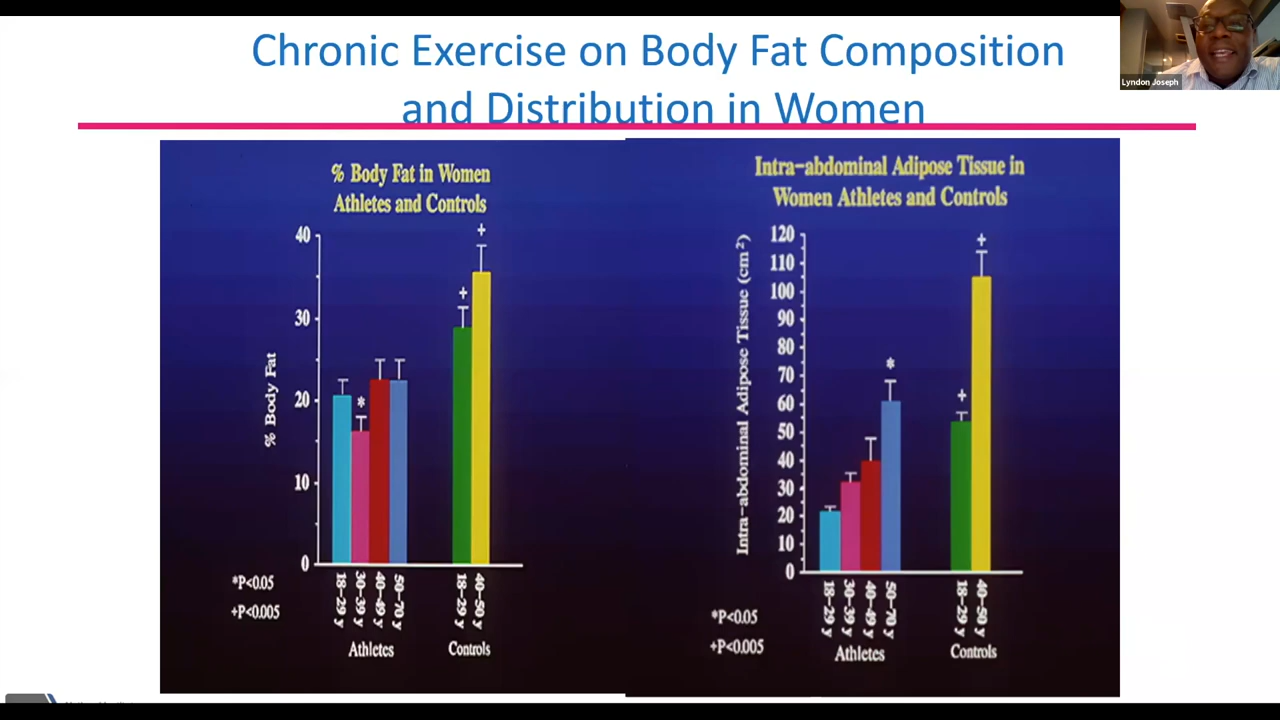 Chronic Exercise on Body Fat Composition
and Distribution in Women
Lyndon Joseph
% Body Fat in Women
Athletes and Controls
% Body Fat
40
30
20
10
0
*
+
+
18-29 y
30-39 y
40-49 y
50-70 y
18-29 y
40-50 y
Athletes
Controls
*P<0.05
+P<0.005
Intra-abdominal Adipose Tissue in
Women Athletes and Controls
Intra-abdominal Adipose Tissue (cm²)
120
110
100
90
80
70
60
50
40
30
20
10
0
*
+
+
18-29 y
30-39 y
40-49 y
50-70 y
18-29 y
40-50 y
Athletes
Controls
*P<0.05
+P<0.005